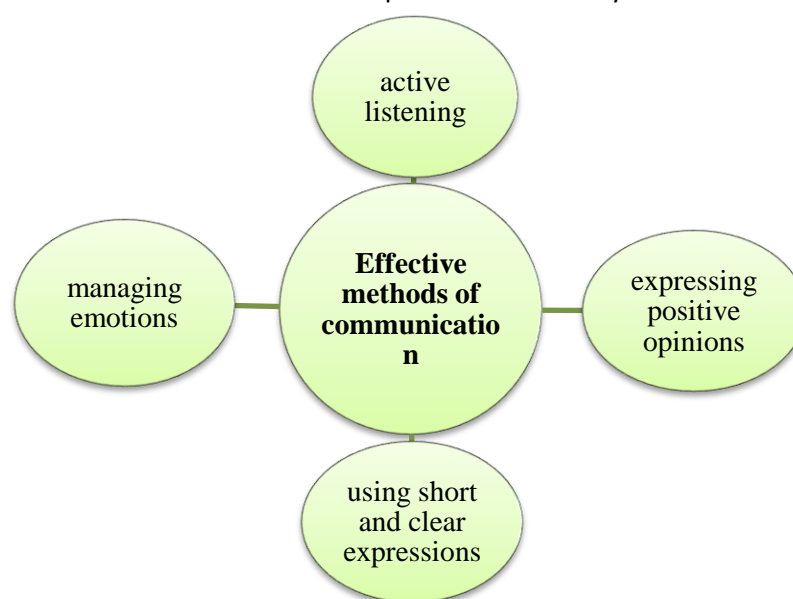 active
listening
managing
emotions
Effective
methods of
communicatio
n
expressing
positive
opinions
using short
and clear
expressions